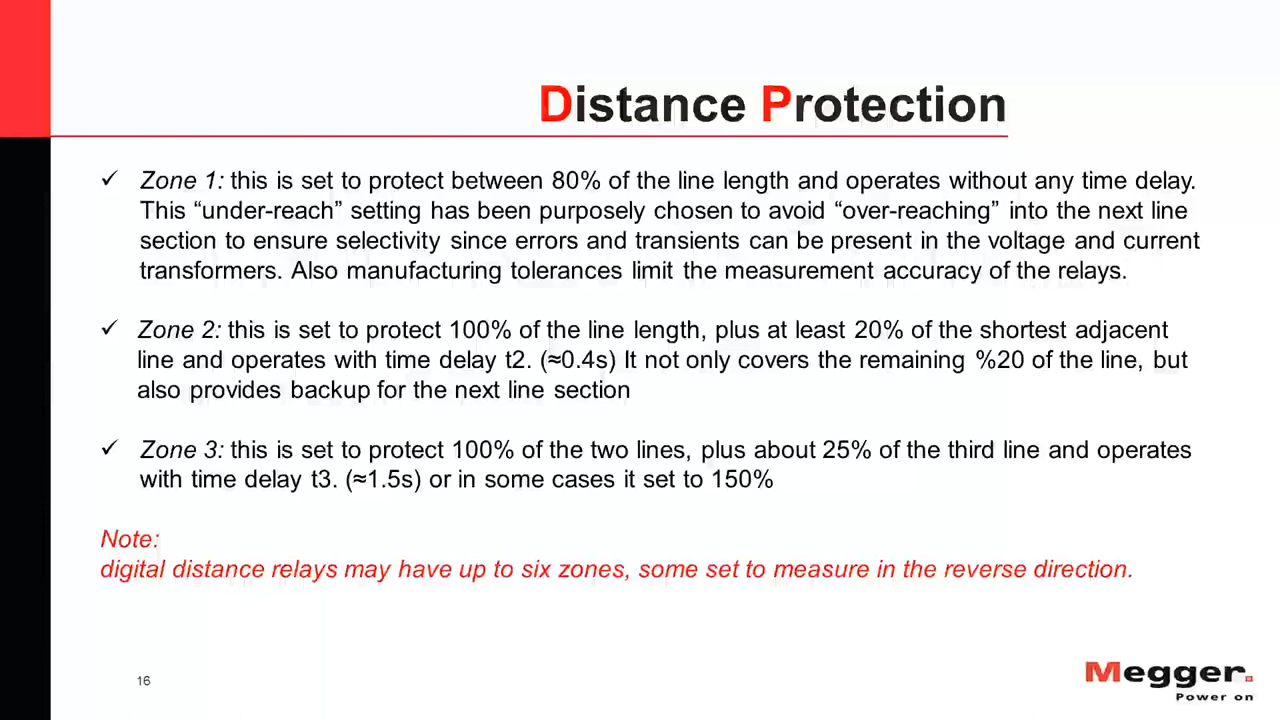 Distance Protection
✓ Zone 1: this is set to protect between 80% of the line length and operates without any time delay.
This “under-reach” setting has been purposely chosen to avoid “over-reaching” into the next line
section to ensure selectivity since errors and transients can be present in the voltage and current
transformers. Also manufacturing tolerances limit the measurement accuracy of the relays.
✓ Zone 2: this is set to protect 100% of the line length, plus at least 20% of the shortest adjacent
line and operates with time delay t2. (≈0.4s) It not only covers the remaining %20 of the line, but
also provides backup for the next line section
✓ Zone 3: this is set to protect 100% of the two lines, plus about 25% of the third line and operates
with time delay t3. (≈1.5s) or in some cases it set to 150%
Note:
digital distance relays may have up to six zones, some set to measure in the reverse direction.
16
Megger.
Power on